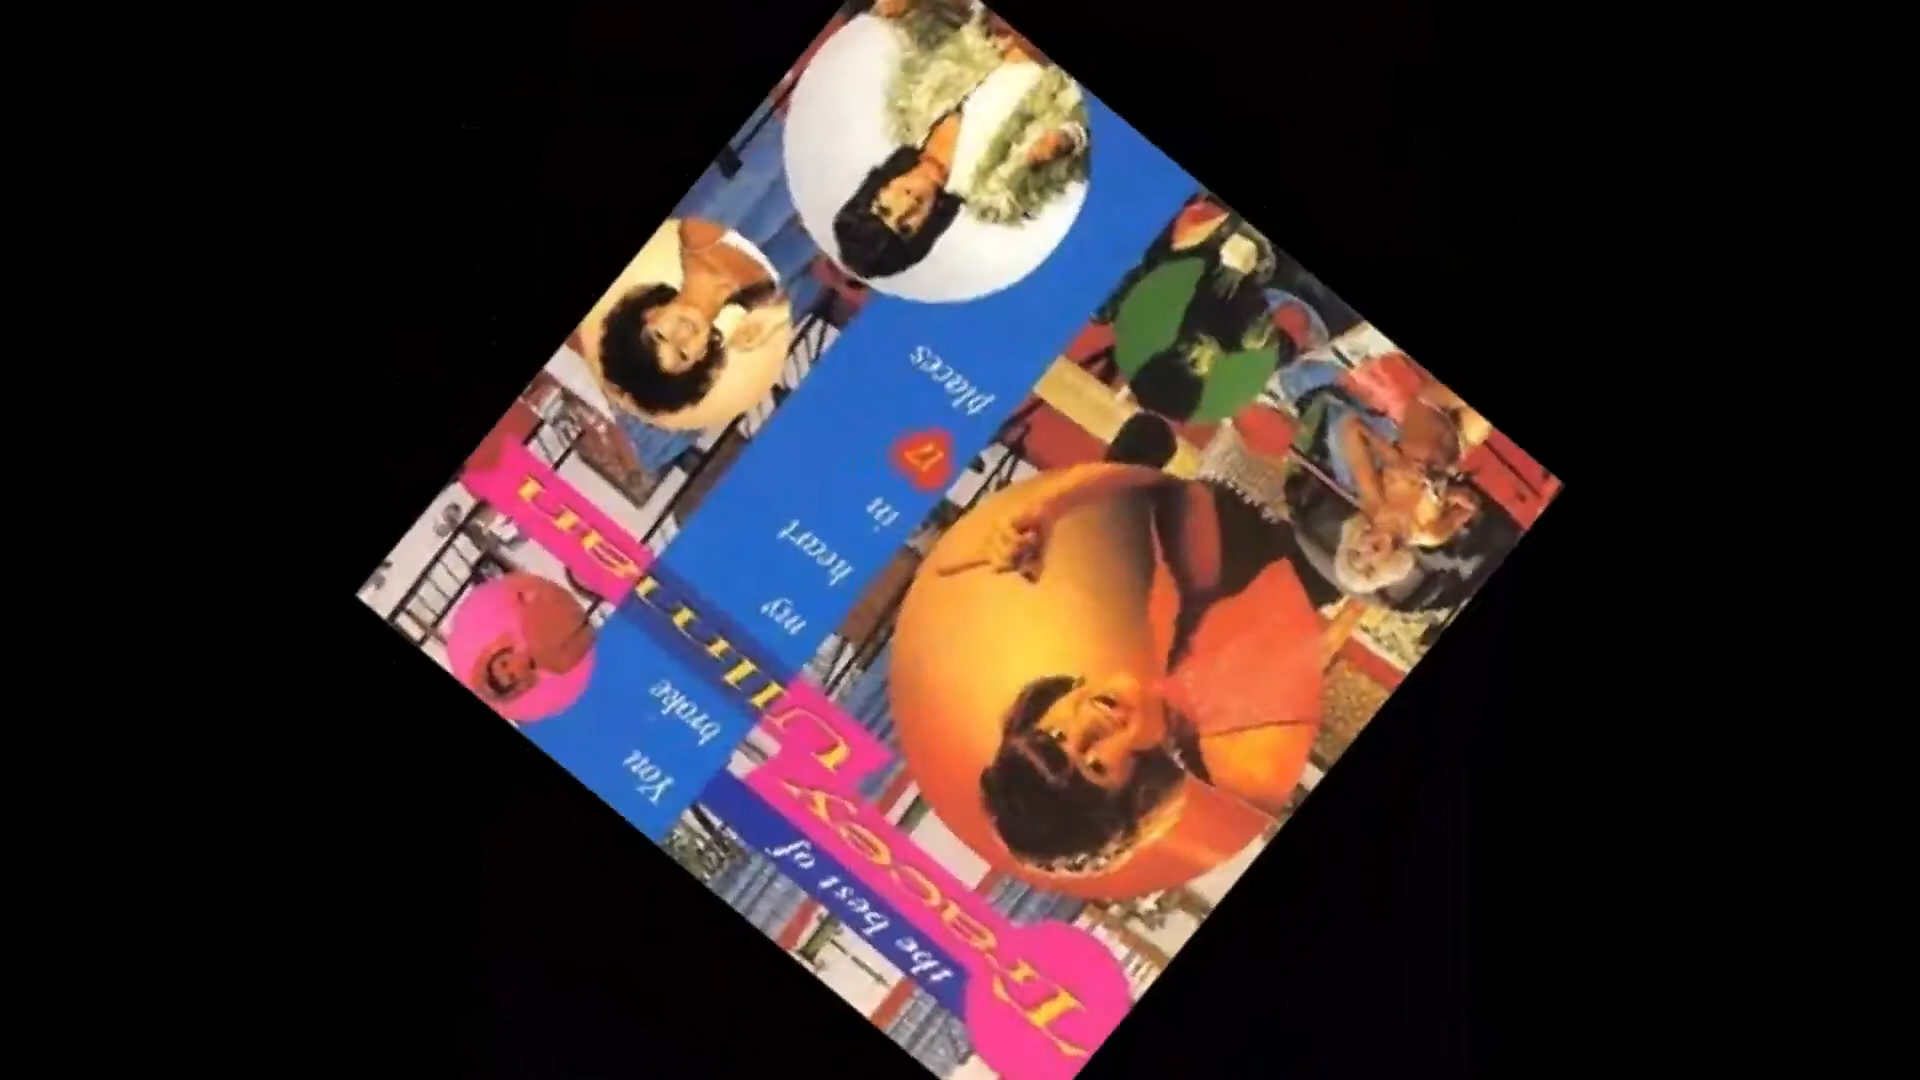 the best of
Tracey Ullman
You
broke
my
heart
in
17
places